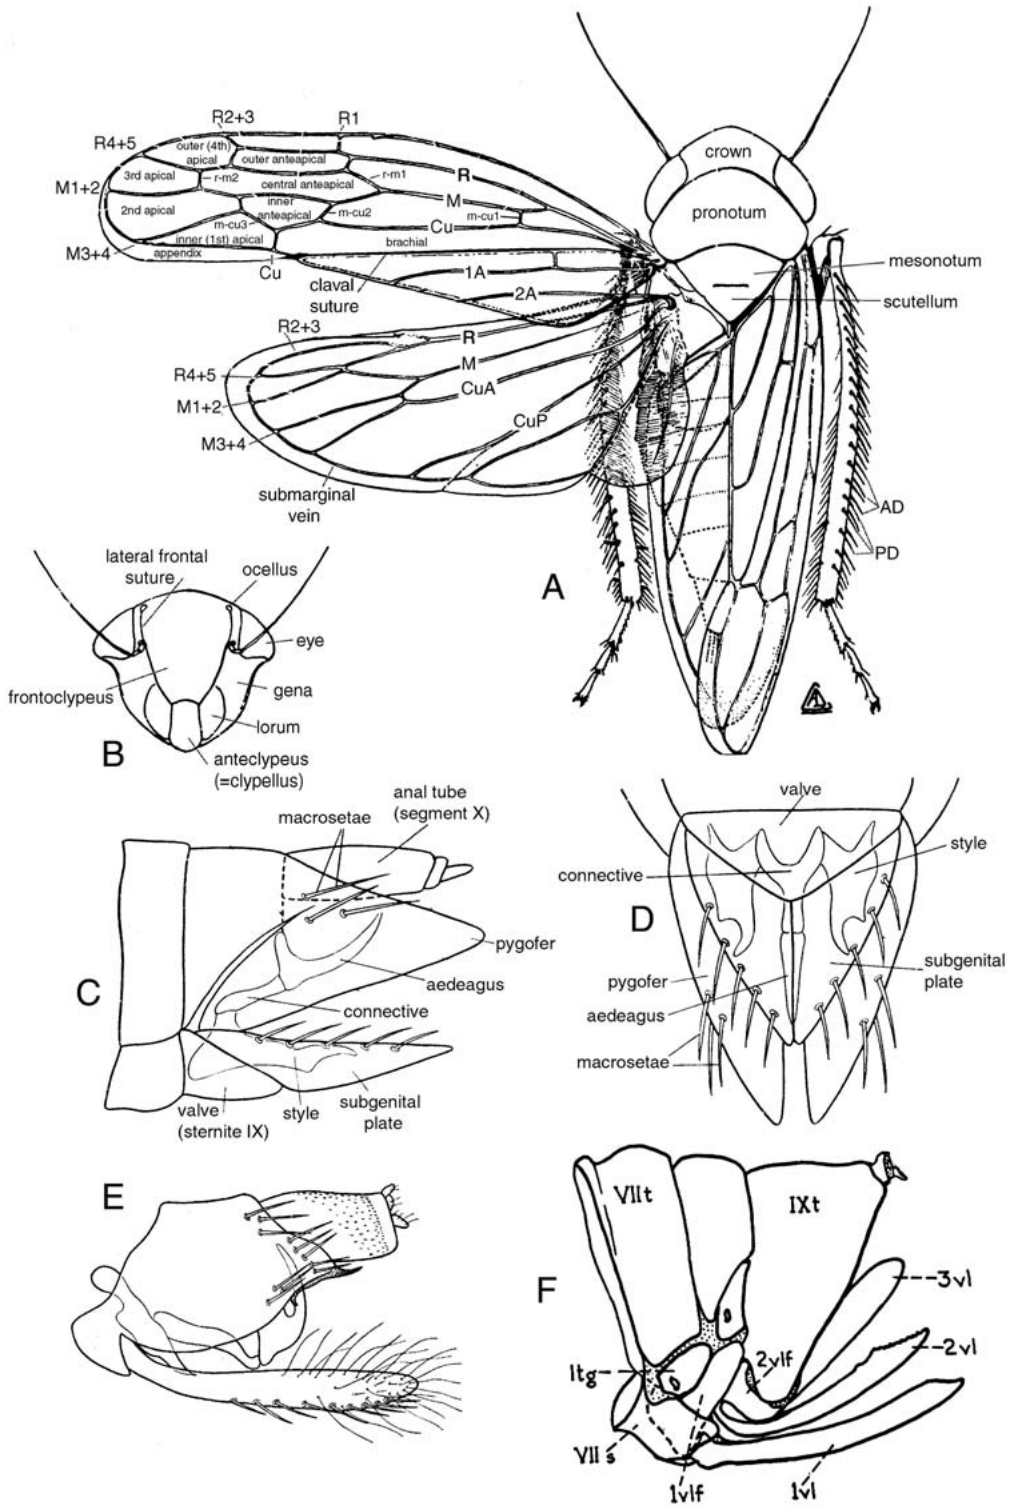 R2+3
R1
R4+5
outer (4th)
apical
outer anteapical
R
3rd apical
r-m2
central anteapical
r-m1
M1+2
inner
anteapical
M
2nd apical
m-cu2
m-cu1
Cu
m-cu3
inner (1st) apical
brachial
M3+4
appendix
Cu
claval
suture
1A
2A
crown
pronotum
mesonotum
scutellum
R2+3
R
M
R4+5
CuA
M1+2
CuP
M3+4
submarginal
vein
AD
PD
A
lateral frontal
suture
ocellus
eye
frontoclypeus
gena
lorum
B
anteclypeus
(=clypellus)
anal tube
(segment X)
macrosetae
pygofer
C
aedeagus
connective
valve
(sternite IX)
style
subgenital
plate
valve
style
connective
D
pygofer
subgenital
plate
aedeagus
macrosetae
E
F
VIIt
IXt
3vl
2vl
2vlf
1tg
VII s
1vlf
1vl